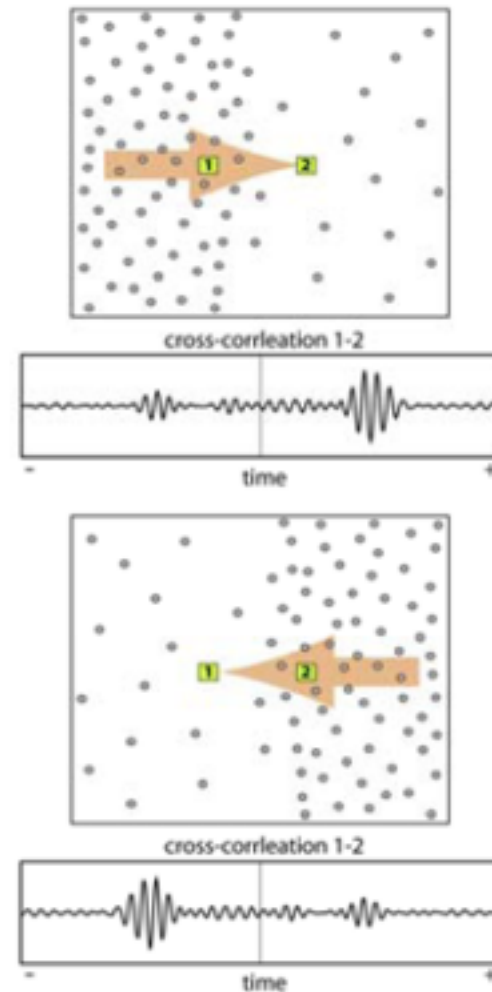 1 2
cross-corrleation 1-2
- +
time
1 2
cross-corrleation 1-2
- +
time